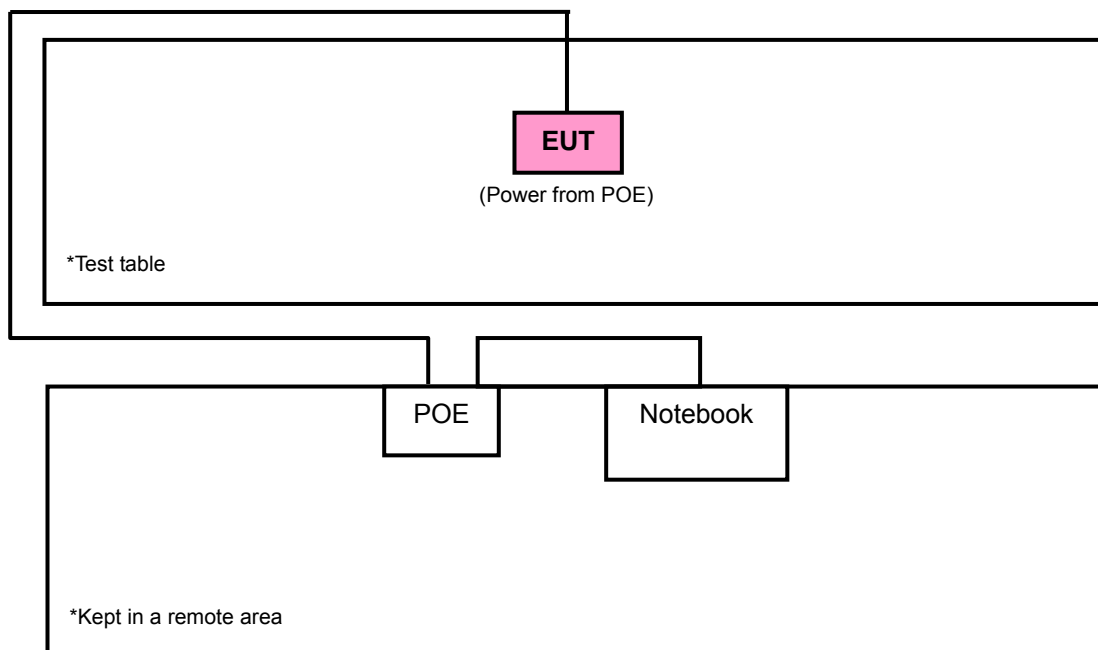 EUT
(Power from POE)
*Test table
POE
Notebook
*Kept in a remote area